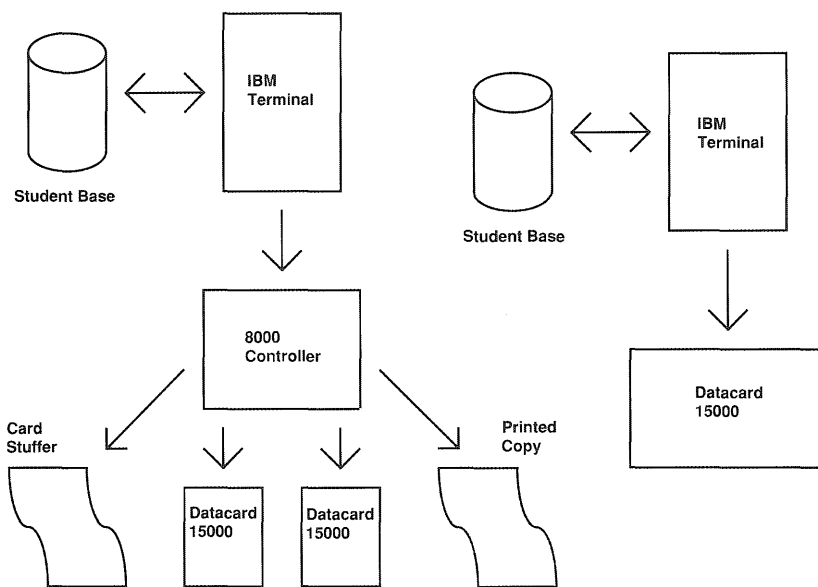 IBM
Terminal
Student Base
8000
Controller
Card
Stuffer
Datacard
15000
Datacard
15000
Printed
Copy
IBM
Terminal
Student Base
Datacard
15000